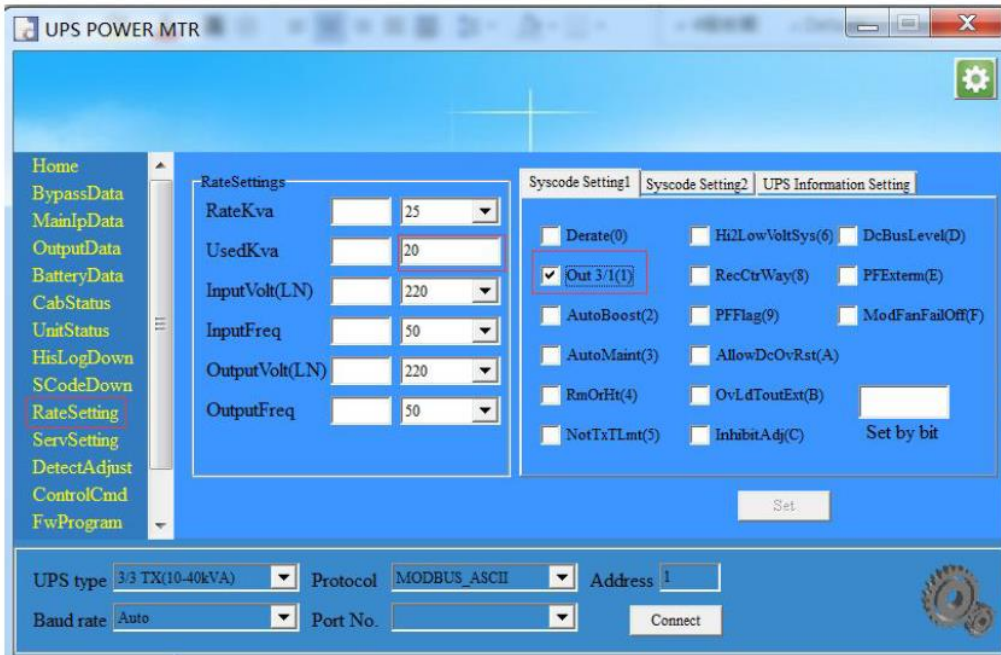 UPS POWER MTR
Home
BypassData
MainIpData
OutputData
BatteryData
CabStatus
UnitStatus
HisLogDown
SCodeDown
RateSetting
ServSetting
DetectAdjust
ControlCmd
FwProgram
RateSettings
RateKva 25
UsedKva 20
InputVolt(LN) 220
InputFreq 50
OutputVolt(LN) 220
OutputFreq 50
Syscode Setting1 Syscode Setting2 UPS Information Setting
Derate(0) Hi2LowVoltSys(6) DcBusLevel(D)
Out 3/1(1) RecCtrWay(8) PFExterm(E)
AutoBoost(2) PFFlag(9) ModFanFailOff(F)
AutoMaint(3) AllowDcOvRst(A)
RmOrHt(4) OvLdToutExt(B)
NotTxTLmt(5) InhibitAdj(C) Set by bit
Set
UPS type 3/3 TX(10-40kVA) Protocol MODBUS_ASCII Address 1
Baud rate Auto Port No. Connect